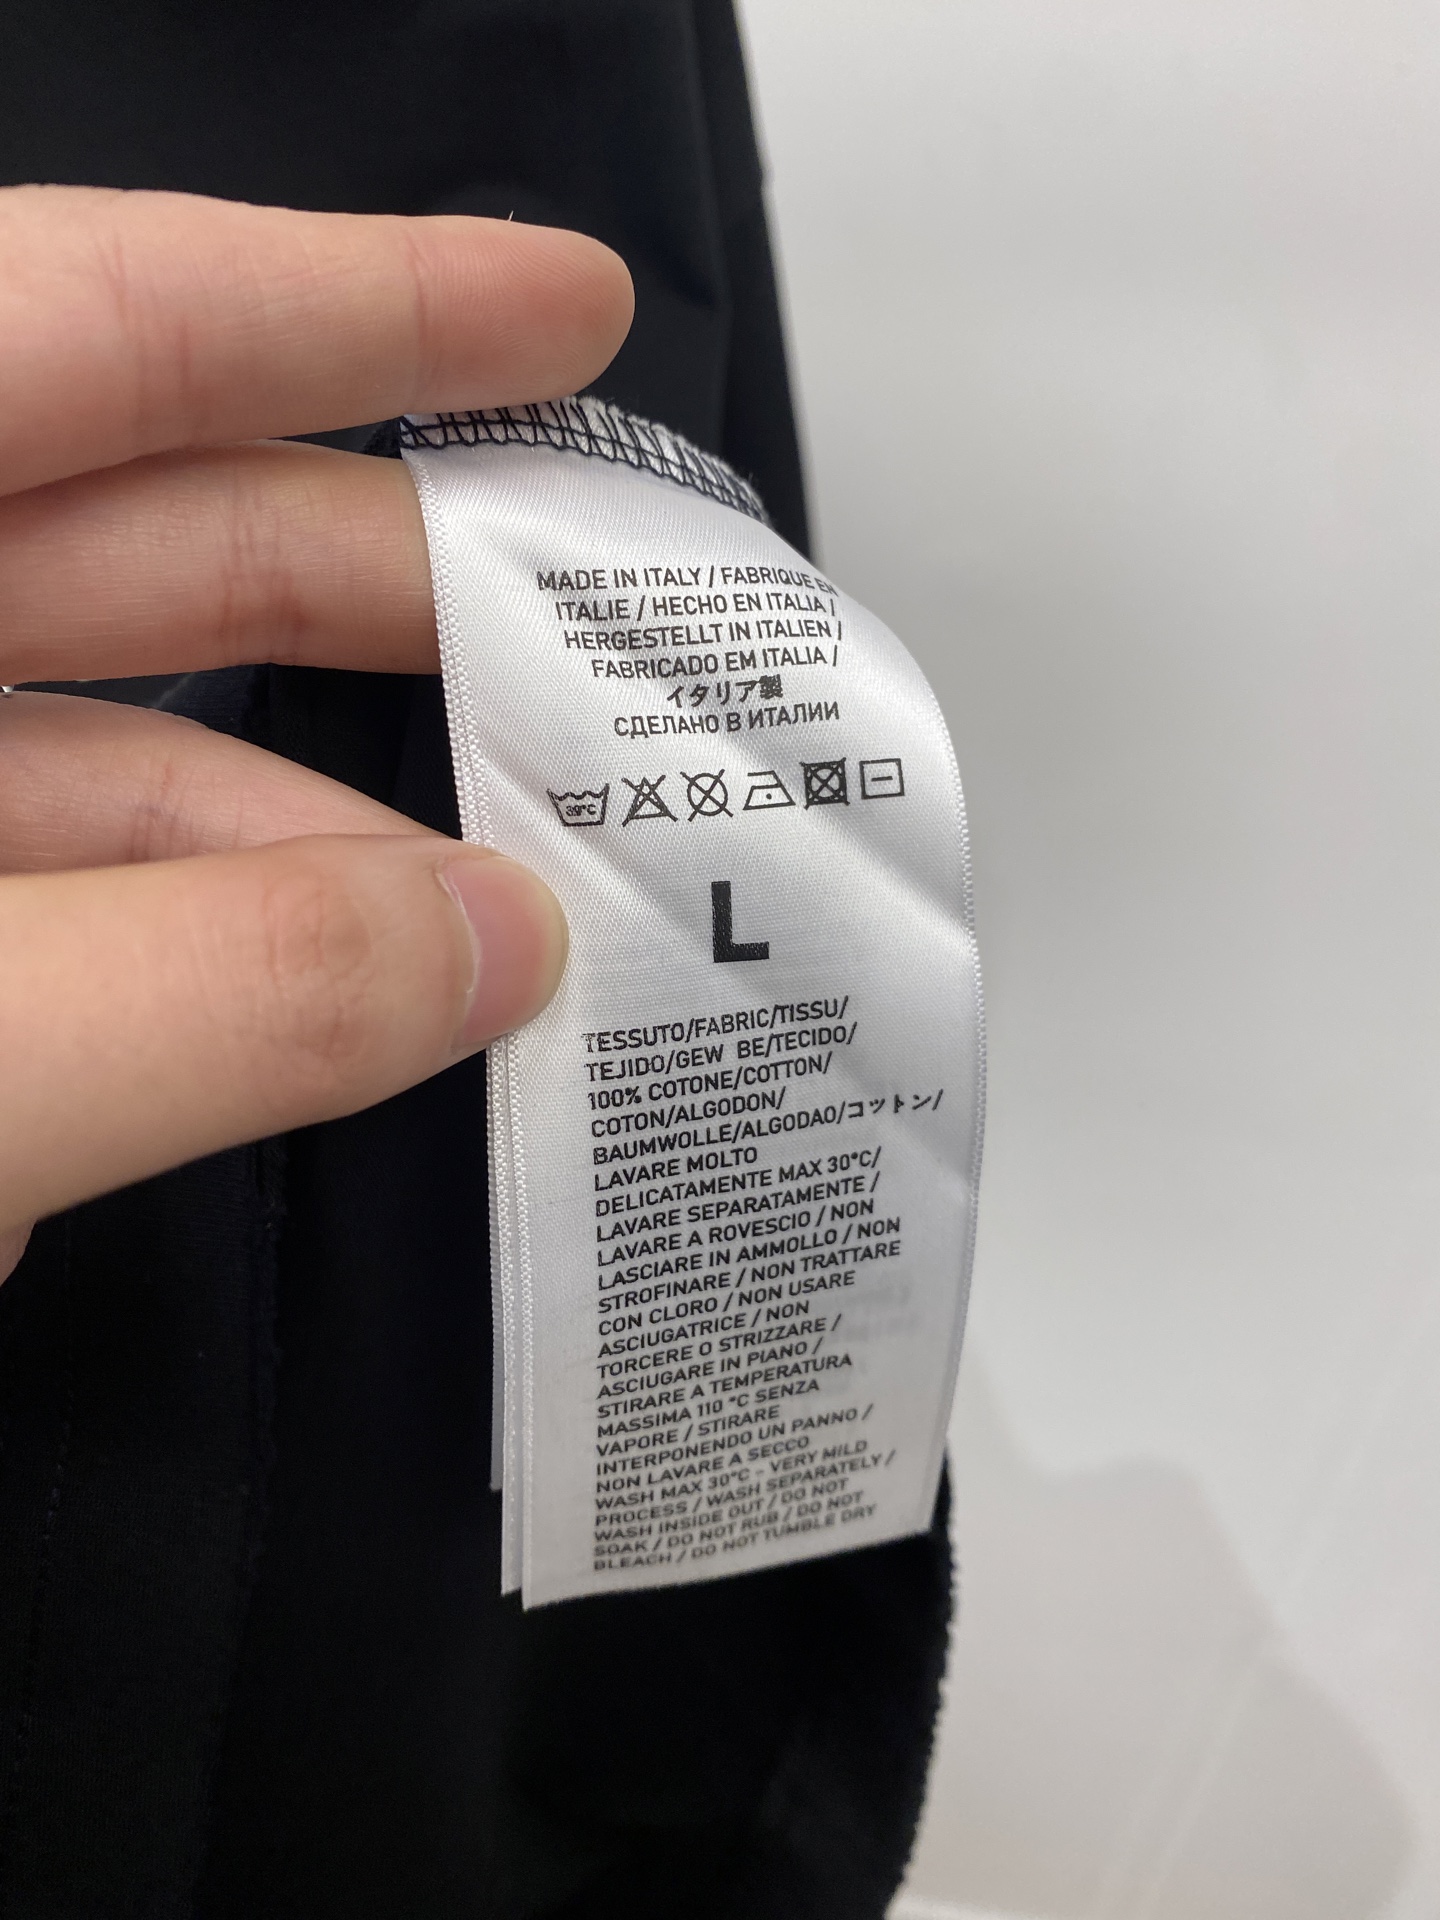 MADE IN ITALY / FABRIQUE EN
ITALIE / HECHO EN ITALIA /
HERGESTELLT IN ITALIEN /
FABRICADO EM ITALIA /
イタリア製
СДЕЛАНО В ИТАЛИИ
39°C
L
TESSUTO/FABRIC/TISSU/
TEJIDO/GEW BE/TECIDO/
100% COTONE/COTTON/
COTON/ALGODON/
BAUMWOLLE/ALGODAO/コットン/
LAVARE MOLTO
DELICATAMENTE MAX 30°C/
LAVARE SEPARATAMENTE /
LAVARE A ROVESCIO / NON
LASCIARE IN AMMOLLO / NON
STROFINARE / NON TRATTARE
CON CLORO / NON USARE
ASCIUGATRICE / NON
TORCERE O STRIZZARE /
ASCIUGARE IN PIANO /
STIRARE A TEMPERATURA
MASSIMA 110 °C SENZA
VAPORE / STIRARE
INTERPONENDO UN PANNO /
NON LAVARE A SECCO
WASH MAX 30°C - VERY MILD
PROCESS / WASH SEPARATELY /
WASH INSIDE OUT / DO NOT
SOAK / DO NOT RUB / DO NOT
BLEACH / DO NOT TUMBLE DRY